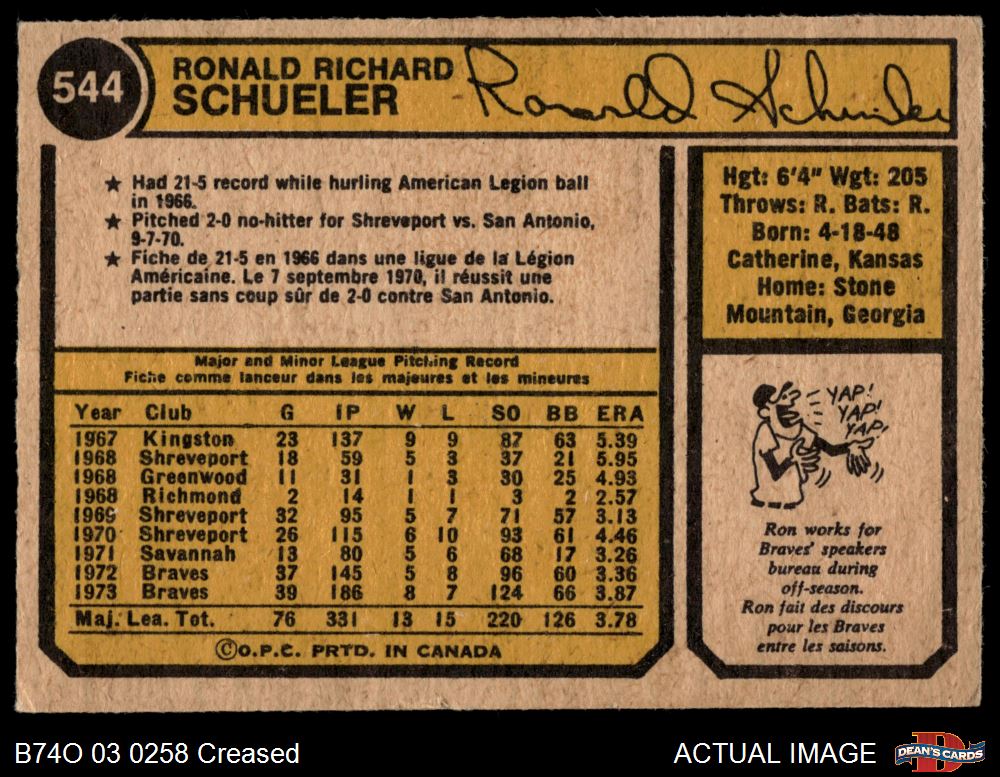 544
RONALD RICHARD
SCHUELER
Ronald Schueler
★ Had 21-5 record while hurling American Legion ball
in 1966.
★ Pitched 2-0 no-hitter for Shreveport vs. San Antonio,
9-7-70.
★ Fiche de 21-5 en 1966 dans une ligue de la Légion
Américaine. Le 7 septembre 1970, il réussit une
partie sans coup sûr de 2-0 contre San Antonio.
Hgt: 6'4" Wgt: 205
Throws: R. Bats: R.
Born: 4-18-48
Catherine, Kansas
Home: Stone
Mountain, Georgia
Major and Minor League Pitching Record
Fiche comme lanceur dans les majeures et les mineures
Year Club G IP W L SO BB ERA
1967 Kingston 23 137 9 9 87 63 5.39
1968 Shreveport 18 59 5 3 37 21 5.95
1968 Greenwood 11 31 1 3 30 25 4.93
1968 Richmond 2 14 1 1 3 2 2.57
1969 Shreveport 32 95 5 7 71 57 3.13
1970 Shreveport 26 115 6 10 93 61 4.46
1971 Savannah 13 80 5 6 68 17 3.26
1972 Braves 37 145 5 8 96 60 3.36
1973 Braves 39 186 8 7 124 66 3.87
Maj. Lea. Tot. 76 331 13 15 220 126 3.78
©O.P.C. PRTD. IN CANADA
YAP!
YAP!
YAP!
Ron works for
Braves' speakers
bureau during
off-season.
Ron fait des discours
pour les Braves
entre les saisons.
B74O 03 0258 Creased
ACTUAL IMAGE
D
DEAN'S CARDS